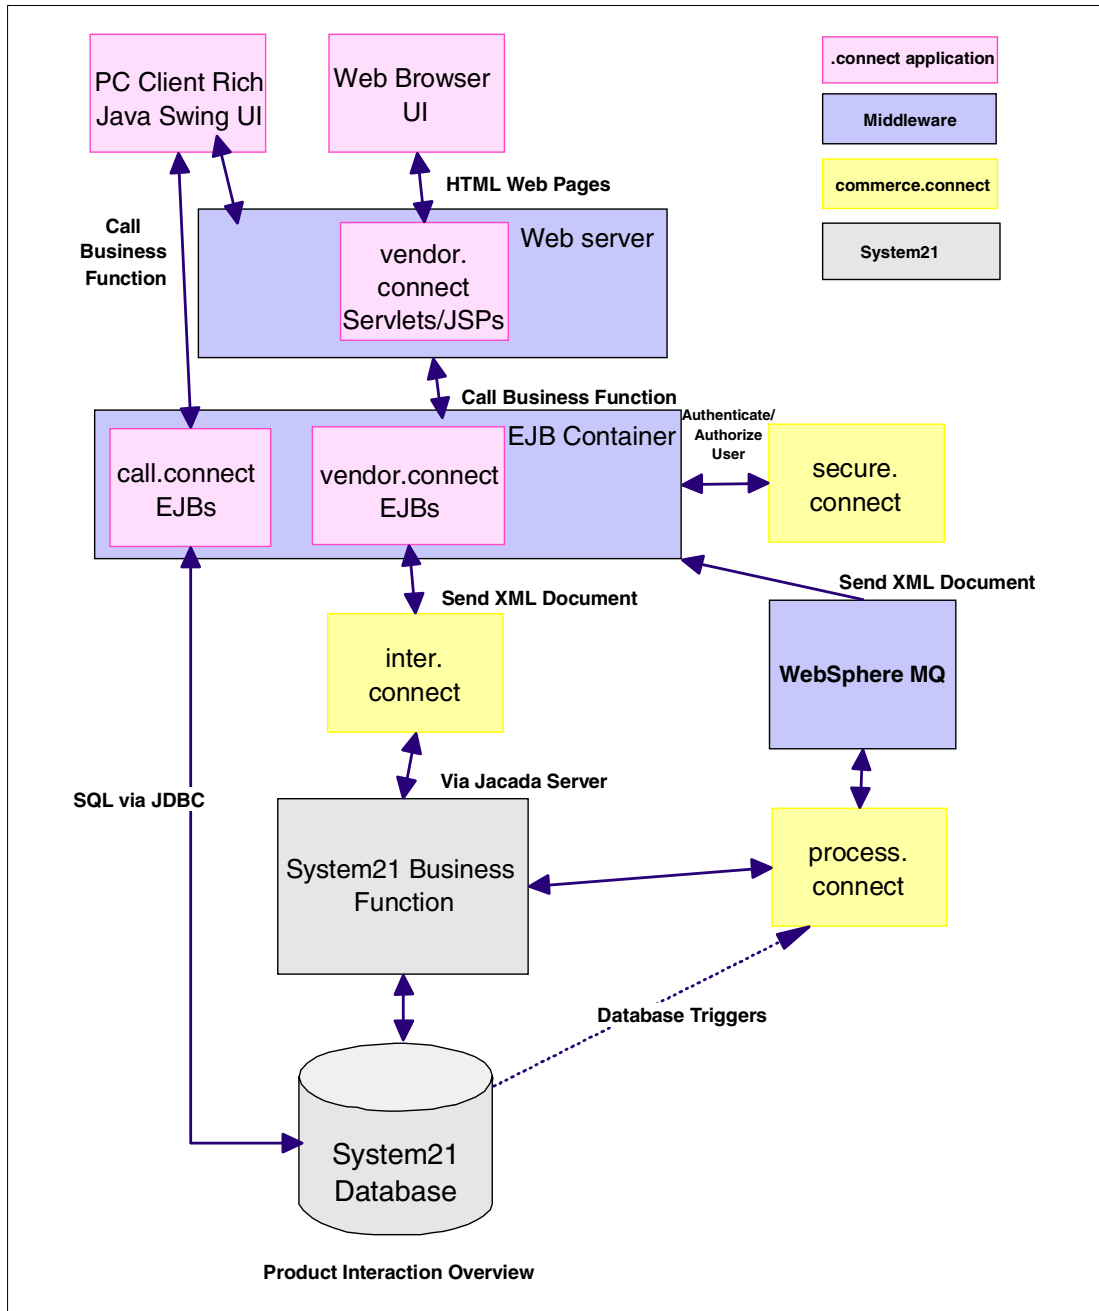 PC Client Rich
Java Swing UI
Web Browser
UI
.connect application
Middleware
commerce.connect
System21
HTML Web Pages
Call
Business
Function
Web server
vendor.
connect
Servlets/JSPs
Call Business Function
EJB Container
call.connect
EJBs
vendor.connect
EJBs
Authenticate/
Authorize
User
secure.
connect
Send XML Document
Send XML Document
inter.
connect
WebSphere MQ
Via Jacada Server
SQL via JDBC
System21 Business
Function
process.
connect
Database Triggers
System21
Database
Product Interaction Overview